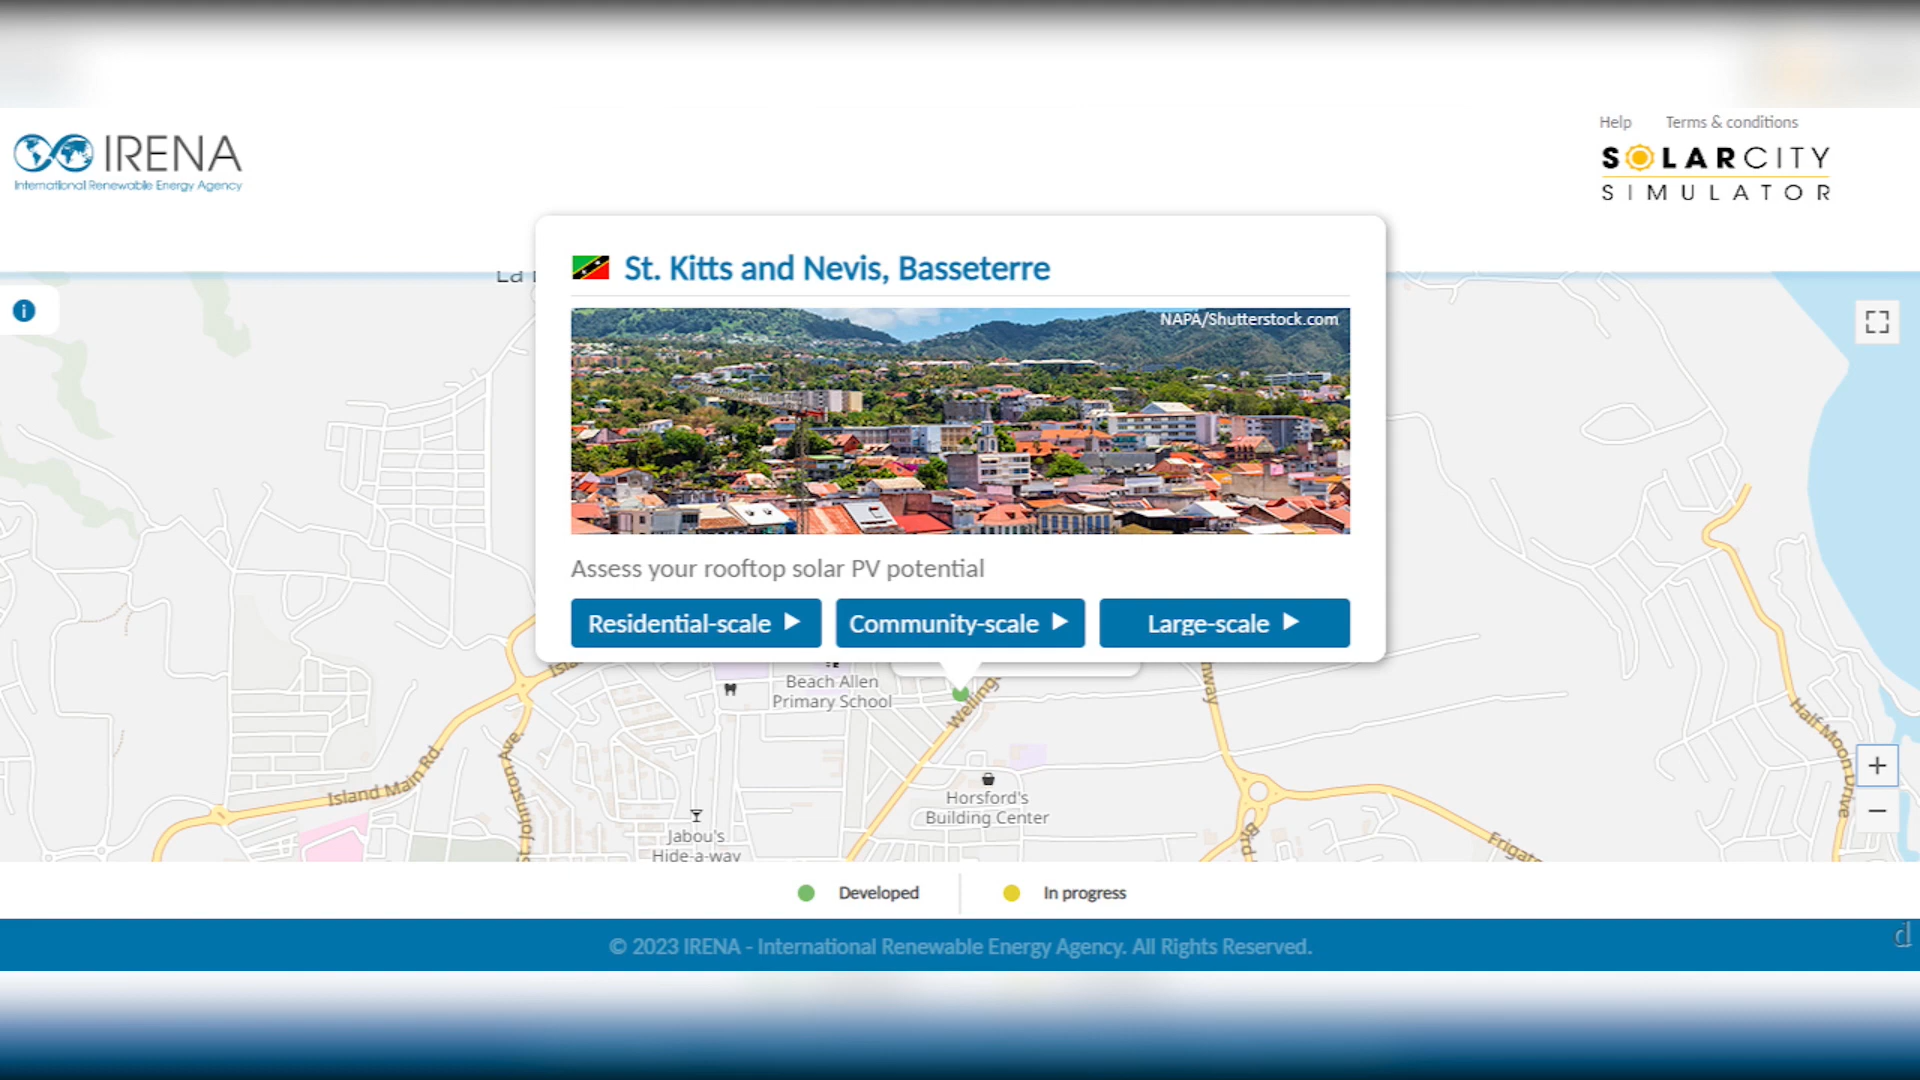 Help Terms & conditions
IRENA
International Renewable Energy Agency
SOLARCITY
SIMULATOR
St. Kitts and Nevis, Basseterre
La
i
NAPA/Shutterstock.com
Assess your rooftop solar PV potential
Residential-scale
Community-scale
Large-scale
Beach Allen
Primary School
Half Moon Drive
Island Main Rd.
Horsford's
Building Center
Jabou's
Hide-a-way
Developed
In progress
© 2023 IRENA - International Renewable Energy Agency. All Rights Reserved.
d